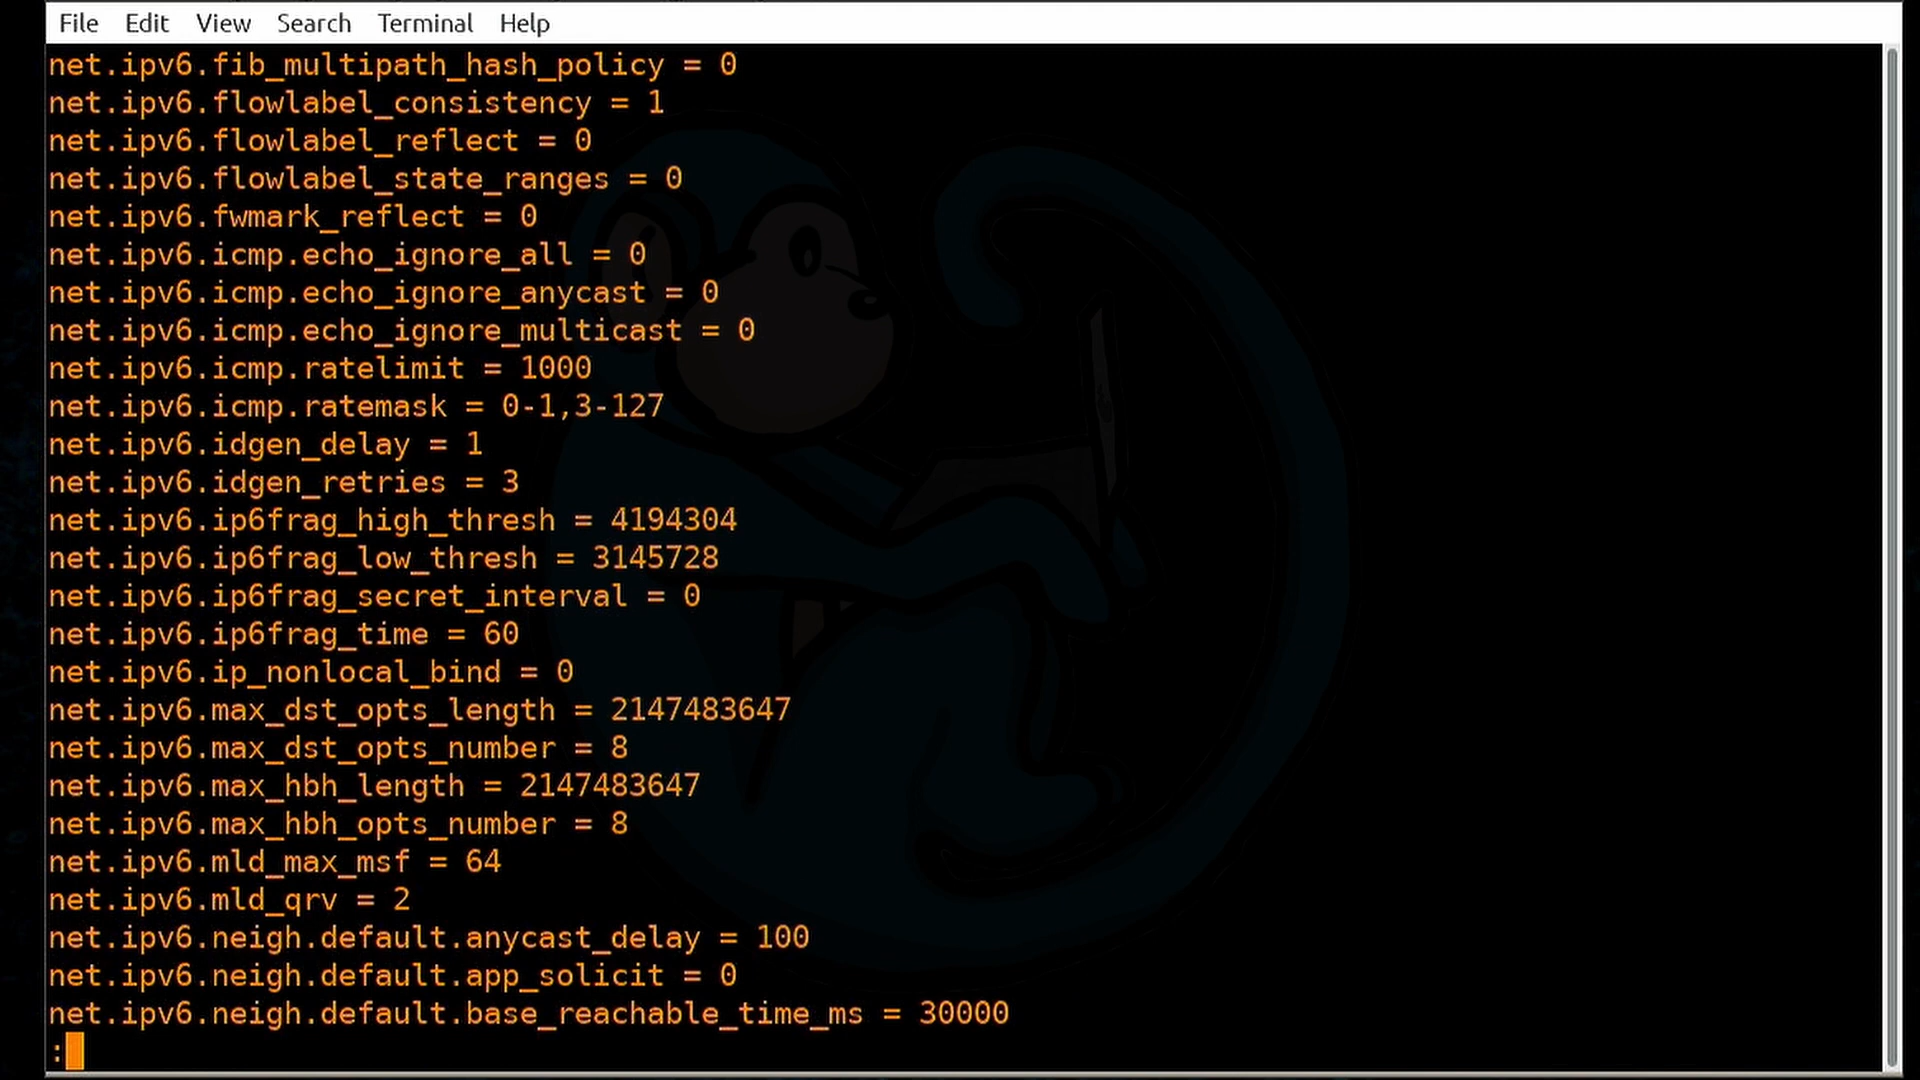 File Edit View Search Terminal Help
net.ipv6.fib_multipath_hash_policy = 0
net.ipv6.flowlabel_consistency = 1
net.ipv6.flowlabel_reflect = 0
net.ipv6.flowlabel_state_ranges = 0
net.ipv6.fwmark_reflect = 0
net.ipv6.icmp.echo_ignore_all = 0
net.ipv6.icmp.echo_ignore_anycast = 0
net.ipv6.icmp.echo_ignore_multicast = 0
net.ipv6.icmp.ratelimit = 1000
net.ipv6.icmp.ratemask = 0-1,3-127
net.ipv6.idgen_delay = 1
net.ipv6.idgen_retries = 3
net.ipv6.ip6frag_high_thresh = 4194304
net.ipv6.ip6frag_low_thresh = 3145728
net.ipv6.ip6frag_secret_interval = 0
net.ipv6.ip6frag_time = 60
net.ipv6.ip_nonlocal_bind = 0
net.ipv6.max_dst_opts_length = 2147483647
net.ipv6.max_dst_opts_number = 8
net.ipv6.max_hbh_length = 2147483647
net.ipv6.max_hbh_opts_number = 8
net.ipv6.mld_max_msf = 64
net.ipv6.mld_qrv = 2
net.ipv6.neigh.default.anycast_delay = 100
net.ipv6.neigh.default.app_solicit = 0
net.ipv6.neigh.default.base_reachable_time_ms = 30000
: